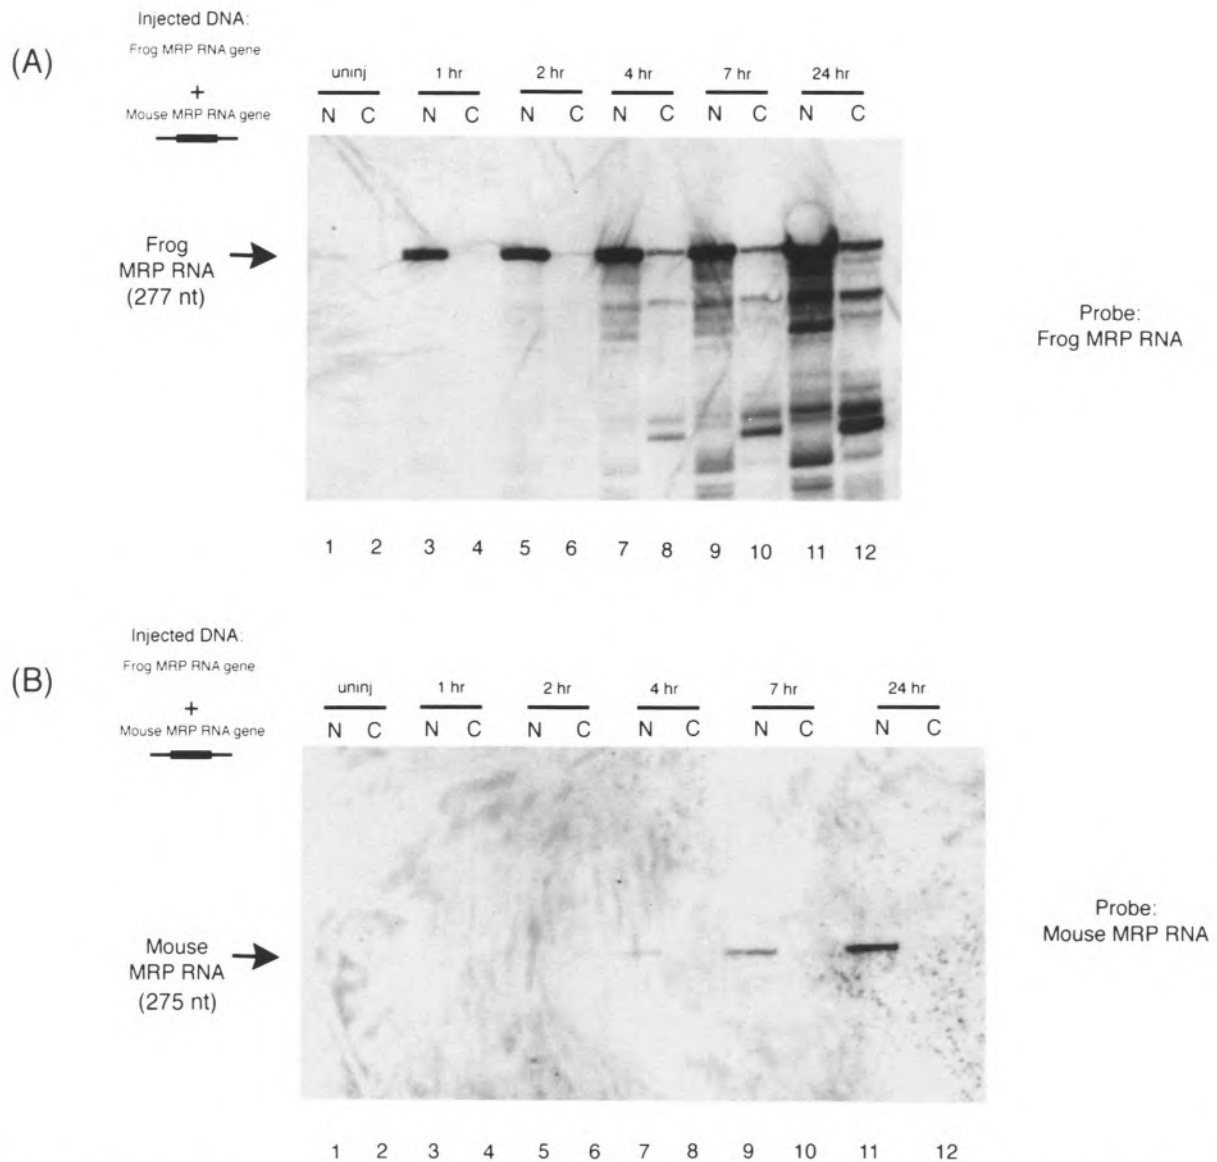 Injected DNA:
Frog MRP RNA gene
(A)
+
Mouse MRP RNA gene
uninj 1 hr 2 hr 4 hr 7 hr 24 hr
N C N C N C N C N C N C
Frog
MRP RNA
(277 nt)
Probe:
Frog MRP RNA
1 2 3 4 5 6 7 8 9 10 11 12
Injected DNA:
Frog MRP RNA gene
(B)
+
Mouse MRP RNA gene
uninj 1 hr 2 hr 4 hr 7 hr 24 hr
N C N C N C N C N C N C
Mouse
MRP RNA
(275 nt)
Probe:
Mouse MRP RNA
1 2 3 4 5 6 7 8 9 10 11 12